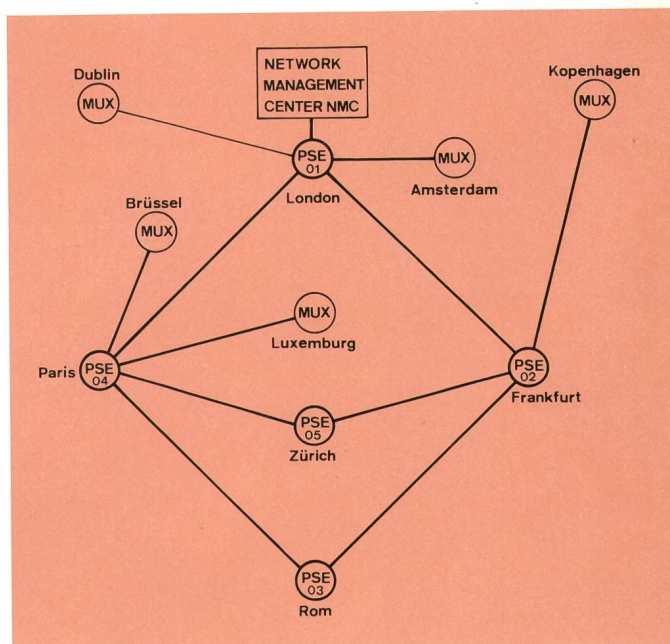 Dublin
MUX
NETWORK
MANAGEMENT
CENTER NMC
Kopenhagen
MUX
PSE
01
London
MUX
Amsterdam
Brüssel
MUX
MUX
Luxemburg
Paris
PSE
04
PSE
02
Frankfurt
PSE
05
Zürich
PSE
03
Rom